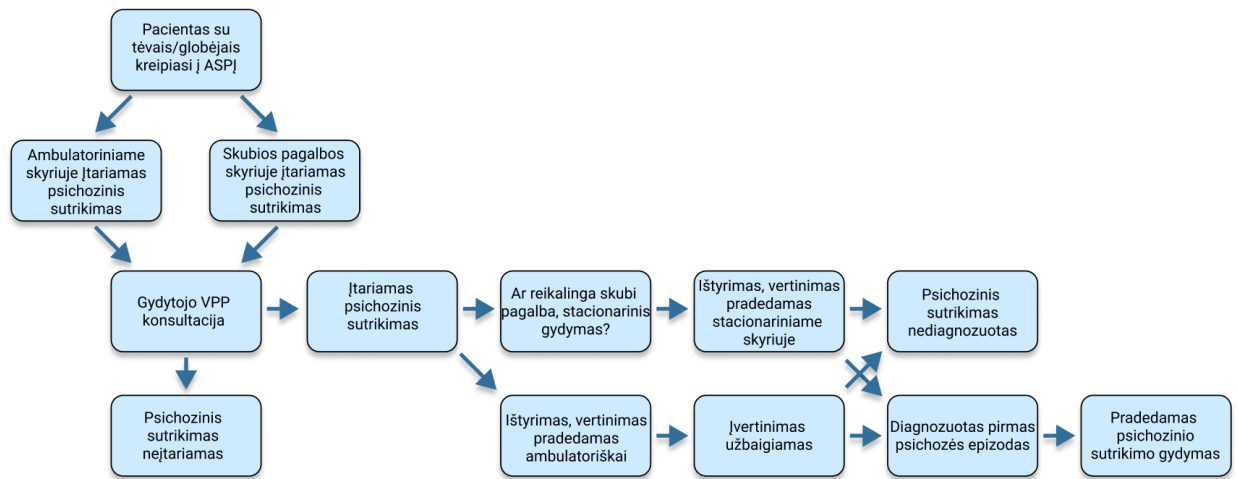 Pacientas su
tėvais/globėjais
kreipiasi į ASPĮ
Ambulatoriniame
skyriuje Įtariamas
psichozinis
sutrikimas
Skubios pagalbos
skyriuje įtariamas
psichozinis
sutrikimas
Gydytojo VPP
konsultacija
Įtariamas
psichozinis
sutrikimas
Ar reikalinga skubi
pagalba, stacionarinis
gydymas?
Ištyrimas, vertinimas
pradedamas
stacionariniame
skyriuje
Psichozinis
sutrikimas
nediagnozuotas
Psichozinis
sutrikimas
neįtariamas
Ištyrimas, vertinimas
pradedamas
ambulatoriškai
Įvertinimas
užbaigiamas
Diagnozuotas pirmas
psichozės epizodas
Pradedamas
psichozinio
sutrikimo gydymas